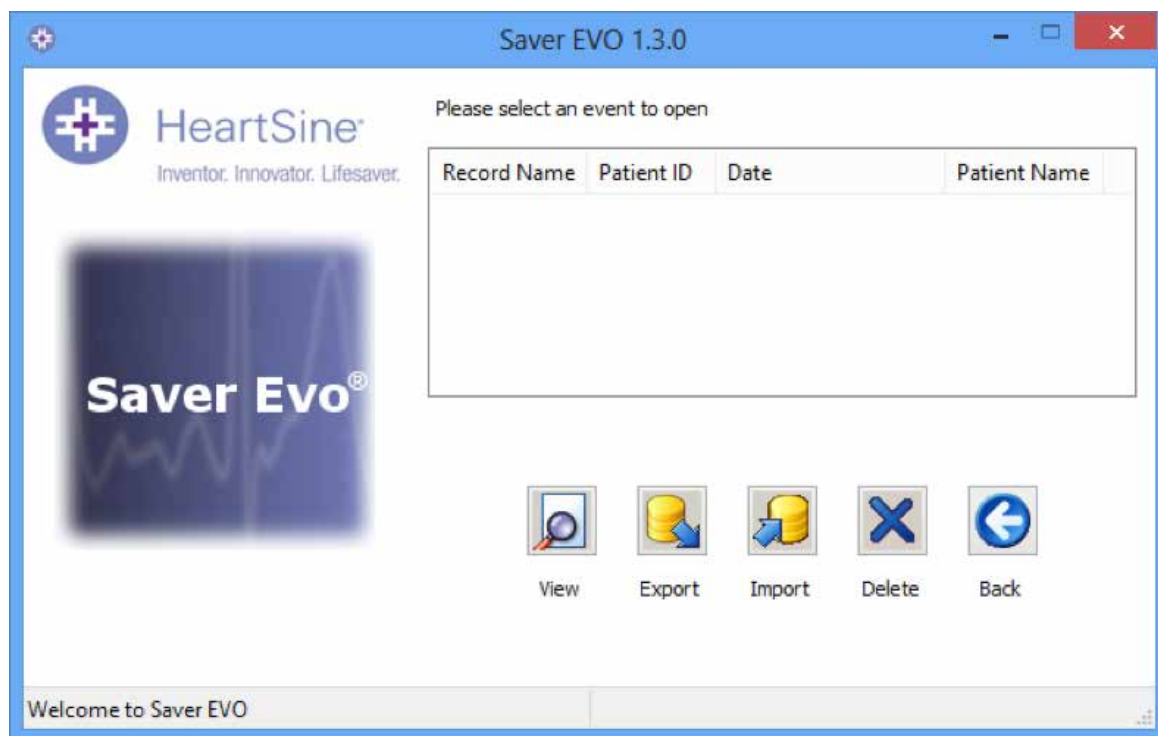 Saver EVO 1.3.0
HeartSine
Inventor. Innovator. Lifesaver.
Please select an event to open
Record Name Patient ID Date Patient Name
Saver Evo®
View Export Import Delete Back
Welcome to Saver EVO